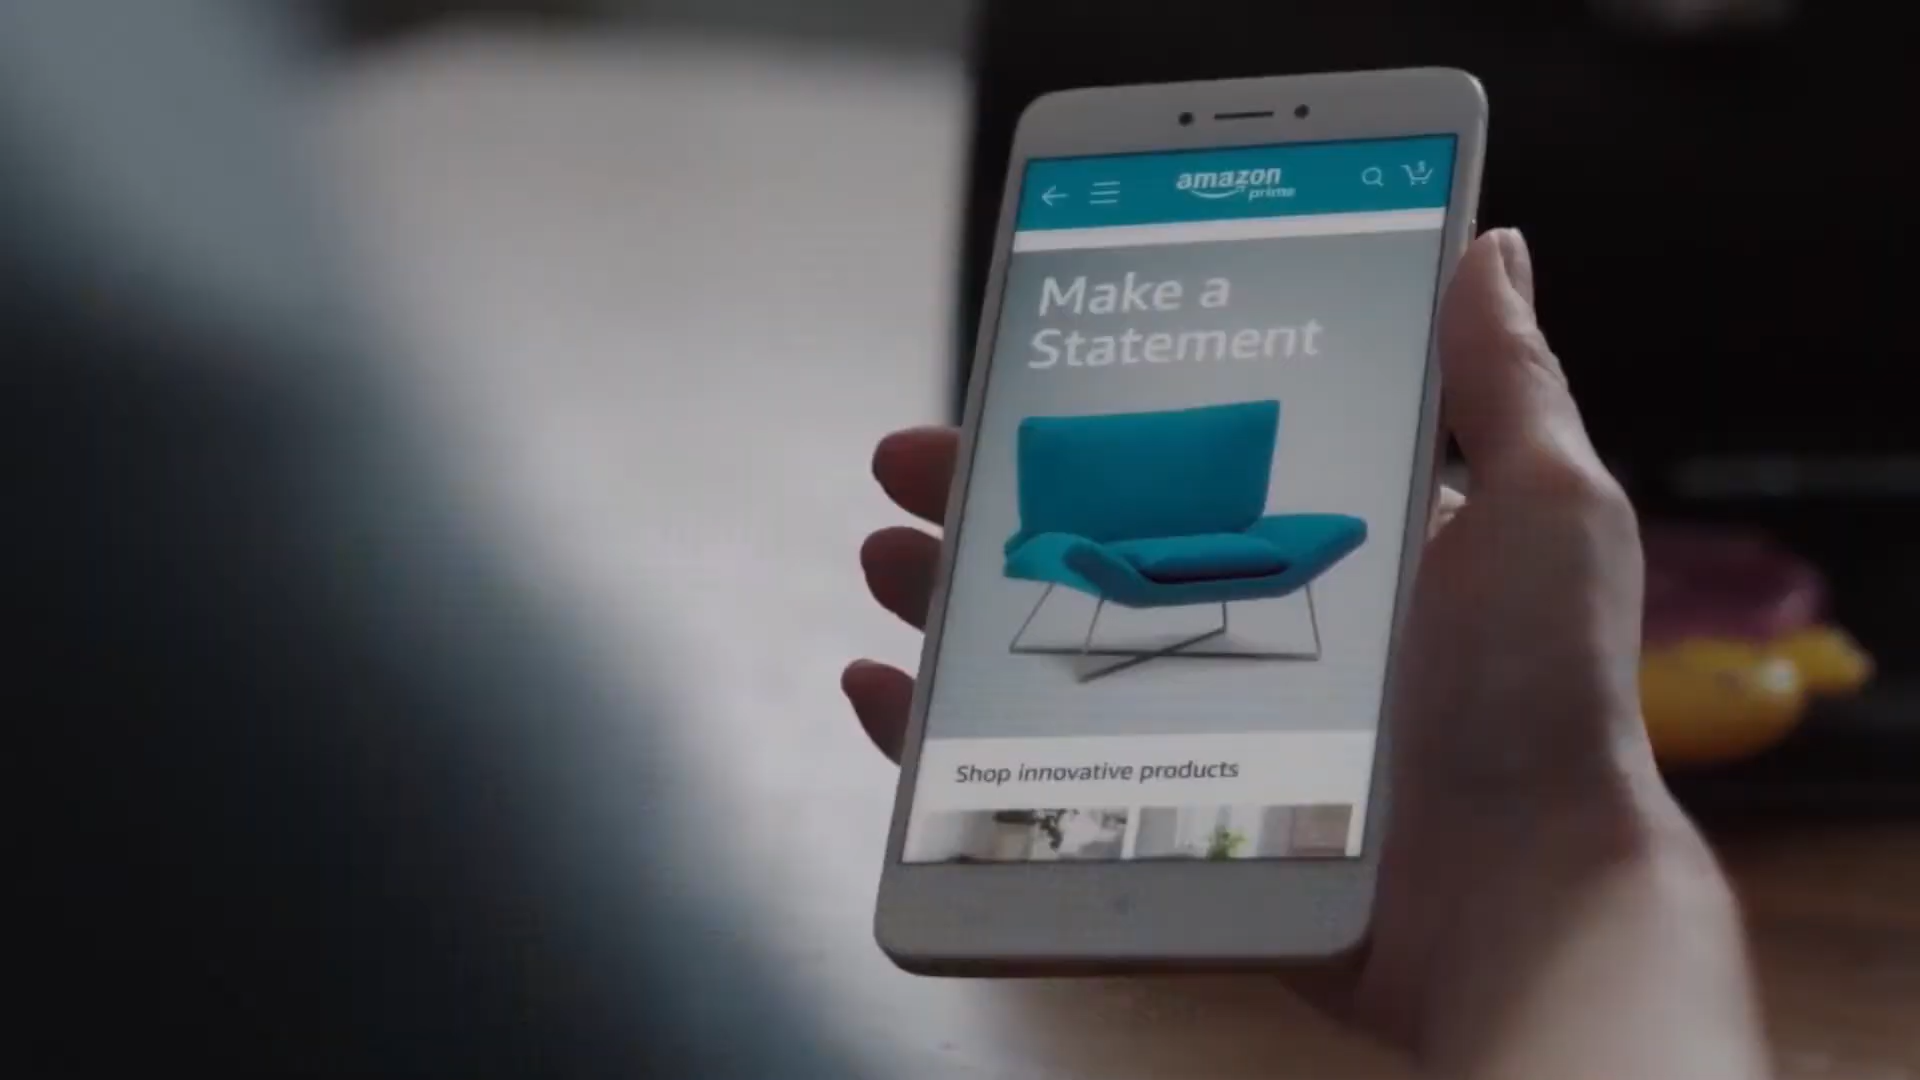 amazon
prime
Make a
Statement
Shop innovative products